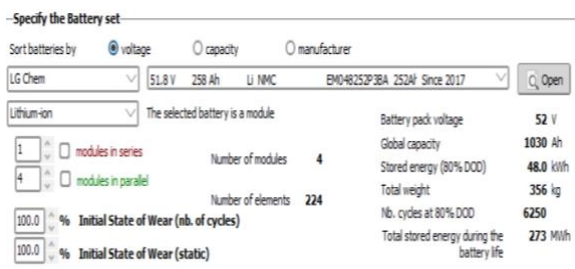 Specify the Battery set
Sort batteries by voltage capacity manufacturer
LG Chem 51.8 V 258 Ah Li NMC EM048252P3BA 252Ah Since 2017 Open
Lithium-ion The selected battery is a module
Battery pack voltage 52 V
Global capacity 1030 Ah
Stored energy (80% DOD) 48.0 kWh
Total weight 356 kg
Nb. cycles at 80% DOD 6250
Total stored energy during the battery life 273 MWh
1 modules in series
4 modules in parallel
Number of modules 4
Number of elements 224
100.0 % Initial State of Wear (nb. of cycles)
100.0 % Initial State of Wear (static)